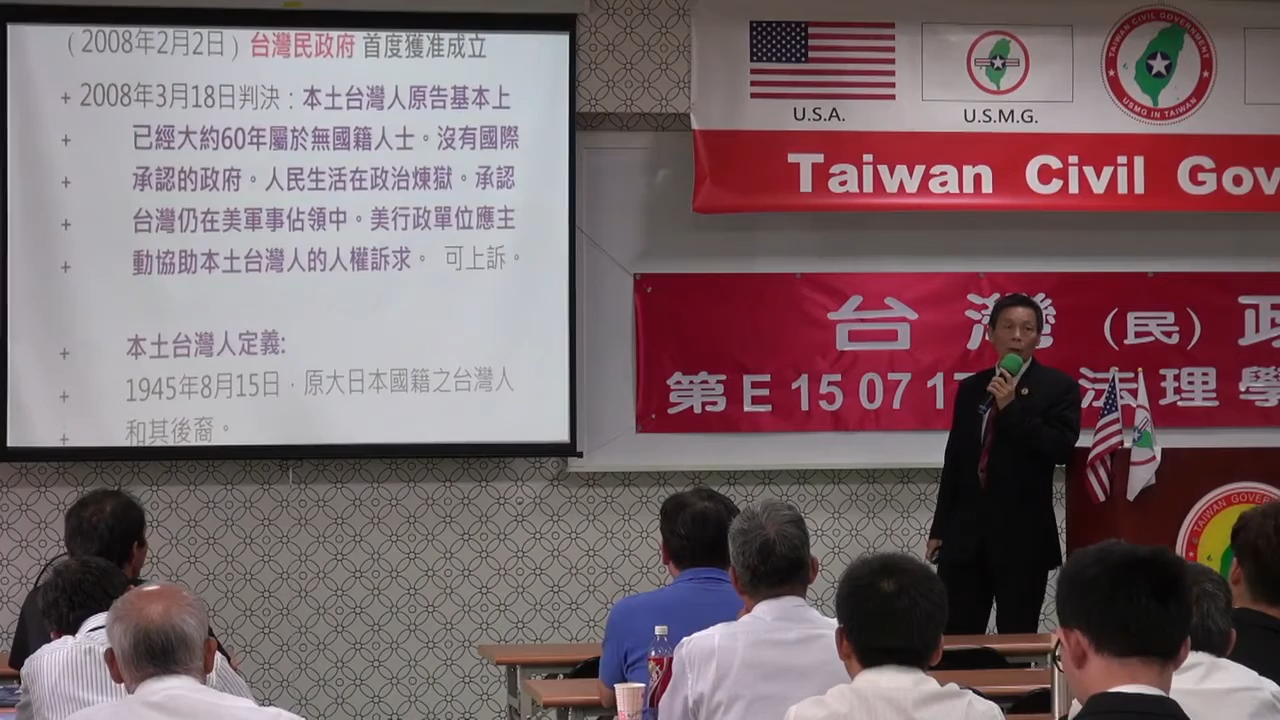 （2008年2月2日）台灣民政府 首度獲准成立
+ 2008年3月18日判決：本土台灣人原告基本上
+ 已經大約60年屬於無國籍人士。沒有國際
+ 承認的政府。人民生活在政治煉獄。承認
+ 台灣仍在美軍事佔領中。美行政單位應主
+ 動協助本土台灣人的人權訴求。 可上訴。
+ 本土台灣人定義:
+ 1945年8月15日，原大日本國籍之台灣人
+ 和其後裔。
U.S.A.
U.S.M.G.
TAIWAN CIVIL GOVERNMENT
USMG IN TAIWAN
Taiwan Civil Gov
台 灣 (民) 政
第 E 15 07 17 法 理 學
TAIWAN GOVER